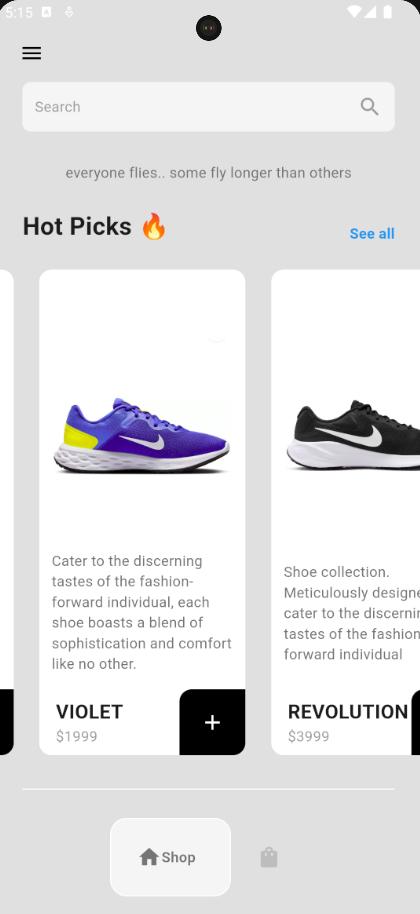 5:15
Search
everyone flies.. some fly longer than others
Hot Picks 🔥
See all
Cater to the discerning
tastes of the fashion-
forward individual, each
shoe boasts a blend of
sophistication and comfort
like no other.
VIOLET
$1999
+
Shoe collection.
Meticulously designe
cater to the discernin
tastes of the fashion
forward individual
REVOLUTION
$3999
Shop